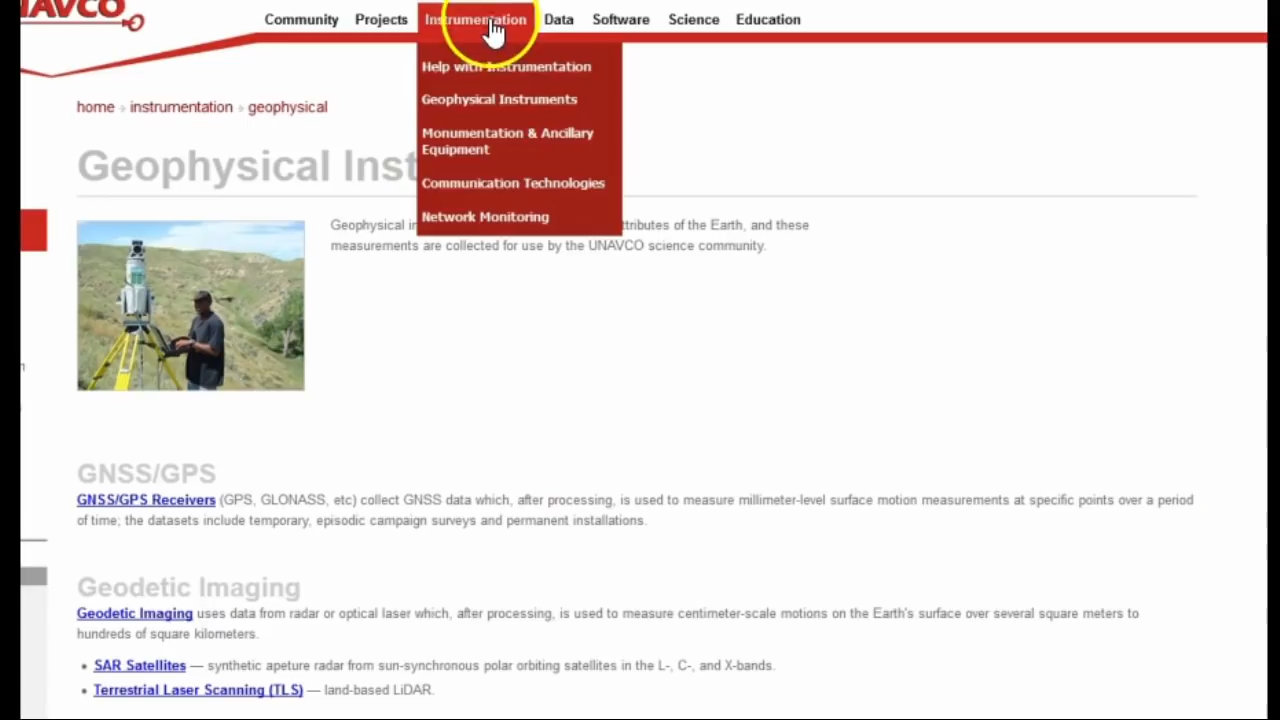 Community Projects Instrumentation Data Software Science Education
Help with Instrumentation
Geophysical Instruments
Monumentation & Ancillary
Equipment
Communication Technologies
Network Monitoring
home » instrumentation » geophysical
Geophysical Inst
Geophysical in ttributes of the Earth, and these
measurements are collected for use by the UNAVCO science community.
GNSS/GPS
GNSS/GPS Receivers (GPS, GLONASS, etc) collect GNSS data which, after processing, is used to measure millimeter-level surface motion measurements at specific points over a period
of time; the datasets include temporary, episodic campaign surveys and permanent installations.
Geodetic Imaging
Geodetic Imaging uses data from radar or optical laser which, after processing, is used to measure centimeter-scale motions on the Earth's surface over several square meters to
hundreds of square kilometers.
• SAR Satellites — synthetic apeture radar from sun-synchronous polar orbiting satellites in the L-, C-, and X-bands.
• Terrestrial Laser Scanning (TLS) — land-based LiDAR.